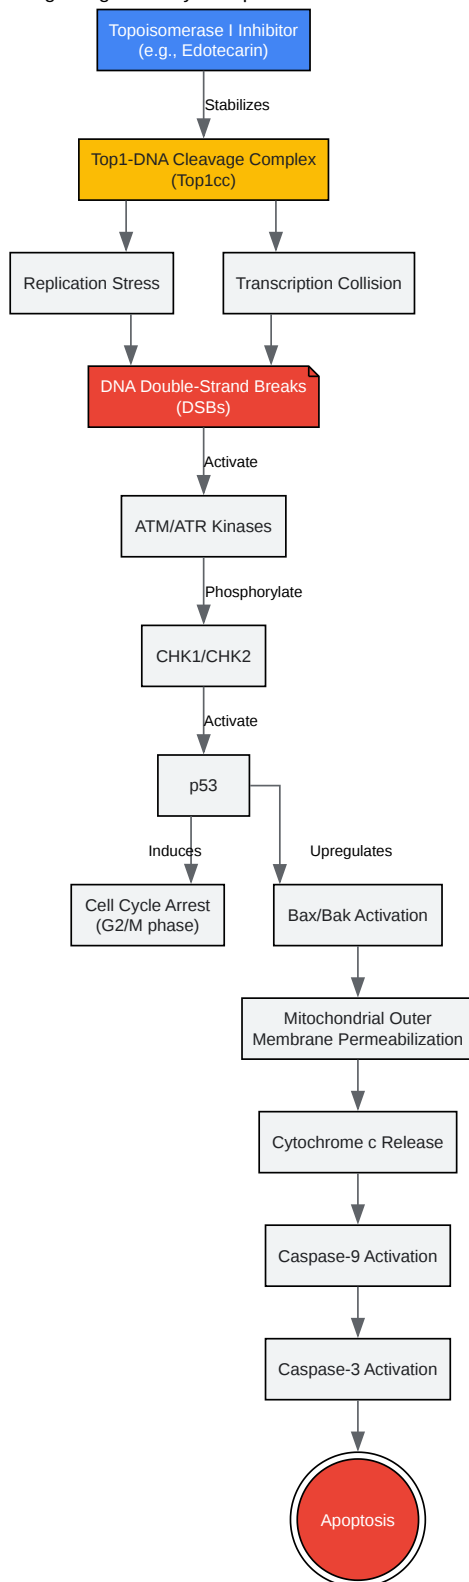 Topoisomerase I Inhibitor
(e.g., Edotecarin)
Stabilizes
Top1-DNA Cleavage Complex
(Top1cc)
Replication Stress
Transcription Collision
DNA Double-Strand Breaks
(DSBs)
Activate
ATM/ATR Kinases
Phosphorylate
CHK1/CHK2
Activate
p53
Induces
Upregulates
Cell Cycle Arrest
(G2/M phase)
Bax/Bak Activation
Mitochondrial Outer
Membrane Permeabilization
Cytochrome c Release
Caspase-9 Activation
Caspase-3 Activation
Apoptosis